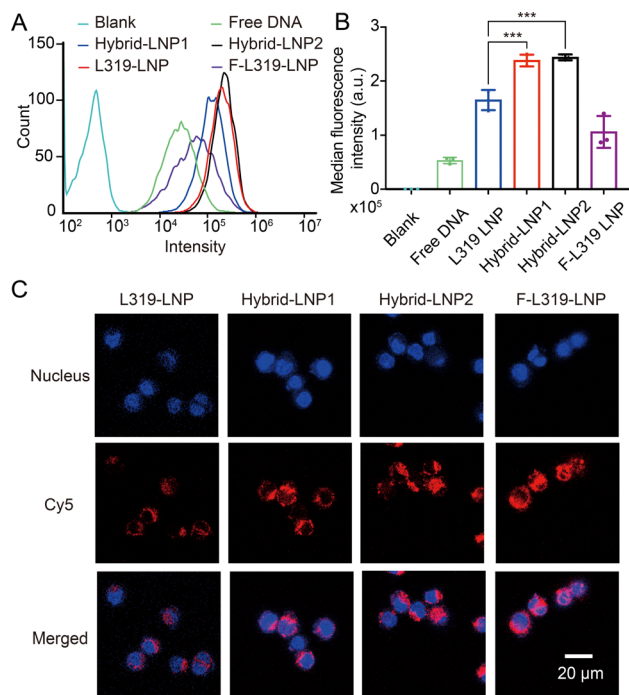 A
Blank
Free DNA
Hybrid-LNP1
Hybrid-LNP2
L319-LNP
F-L319-LNP
Count
150
100
50
0
10²
10³
10⁴
10⁵
10⁶
10⁷
Intensity
B
Median fluorescence
intensity (a.u.)
3
2
1
0
x10⁵
***
***
Blank
Free DNA
L319 LNP
Hybrid-LNP1
Hybrid-LNP2
F-L319 LNP
C
L319-LNP
Hybrid-LNP1
Hybrid-LNP2
F-L319-LNP
Nucleus
Cy5
Merged
20 µm